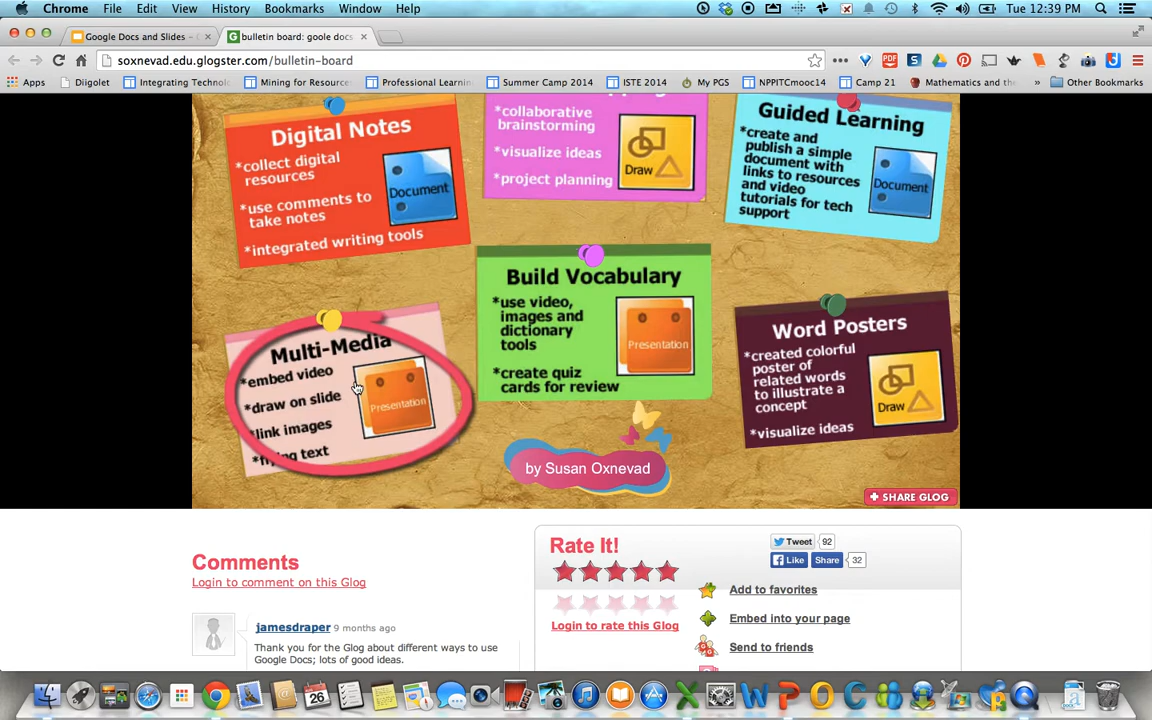 Chrome File Edit View History Bookmarks Window Help Tue 12:39 PM
Google Docs and Slides – bulletin board: goole docs
soxnevad.edu.glogster.com/bulletin-board
Apps Diigolet Integrating Technolo Mining for Resource Professional Learnin Summer Camp 2014 ISTE 2014 My PGS NPPITCmooc14 Camp 21 Mathematics and the » Other Bookmarks
Digital Notes
*collect digital
resources
*use comments to
take notes
*integrated writing tools
Document
*collaborative
brainstorming
*visualize ideas
*project planning
Draw
Guided Learning
*create and
publish a simple
document with
links to resources
and video
tutorials for tech
support
Document
Multi-Media
*embed video
*draw on slide
*link images
text
Presentation
Build Vocabulary
*use video,
images and
dictionary
tools
*create quiz
cards for review
Presentation
Word Posters
*created colorful
poster of
related words
to illustrate a
concept
*visualize ideas
Draw
by Susan Oxnevad
+ SHARE GLOG
Comments
Login to comment on this Glog
jamesdraper 9 months ago
Thank you for the Glog about different ways to use
Google Docs; lots of good ideas.
Rate It!
Login to rate this Glog
Tweet 92
Like Share 32
Add to favorites
Embed into your page
Send to friends